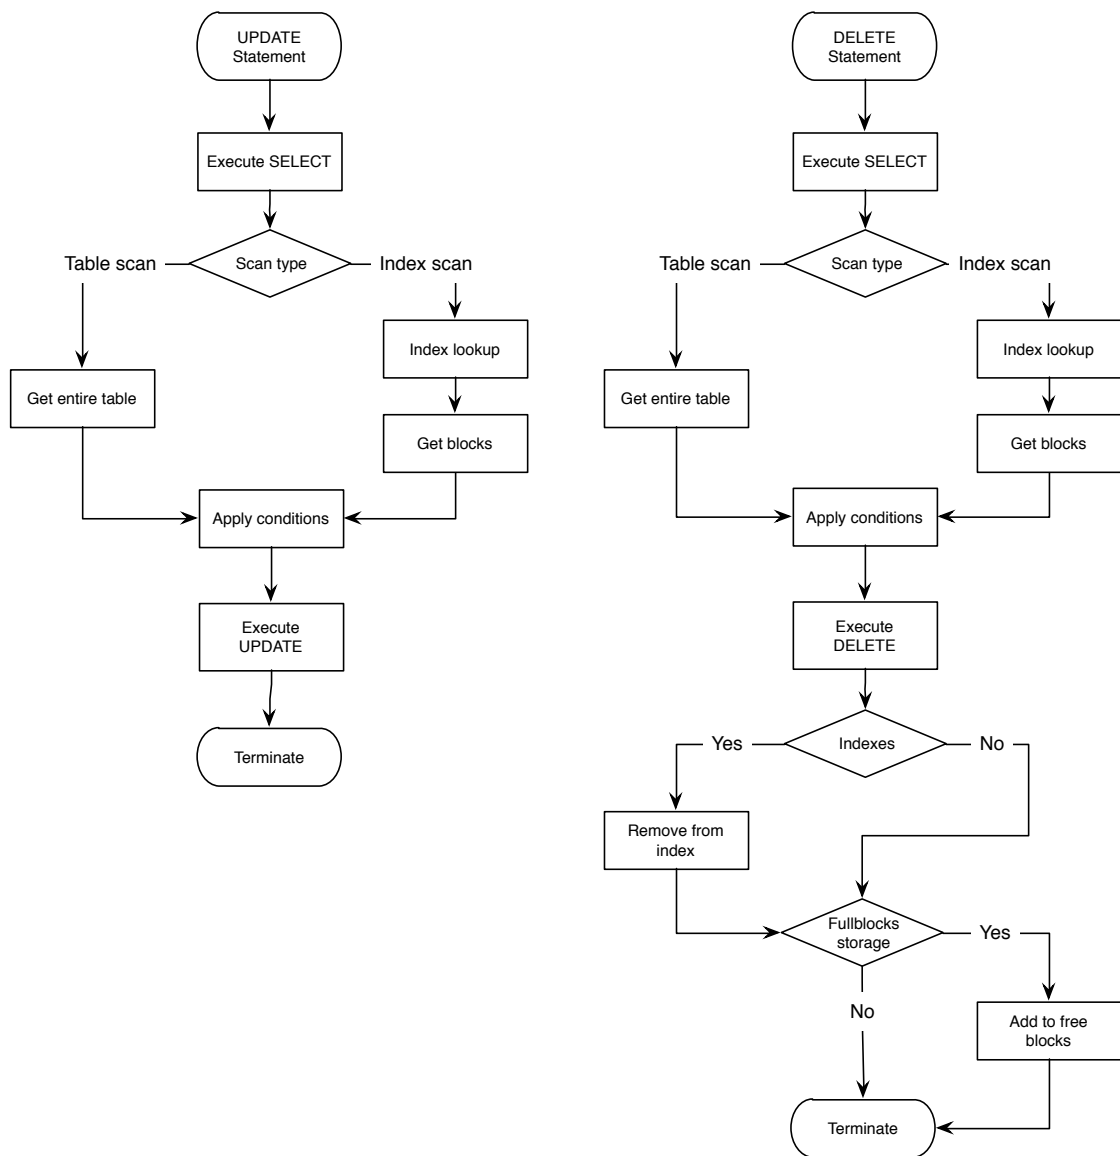 UPDATE
Statement
Execute SELECT
Table scan
Scan type
Index scan
Index lookup
Get entire table
Get blocks
Apply conditions
Execute
UPDATE
Terminate
DELETE
Statement
Execute SELECT
Table scan
Scan type
Index scan
Index lookup
Get entire table
Get blocks
Apply conditions
Execute
DELETE
Yes
Indexes
No
Remove from
index
Fullblocks
storage
Yes
No
Add to free
blocks
Terminate